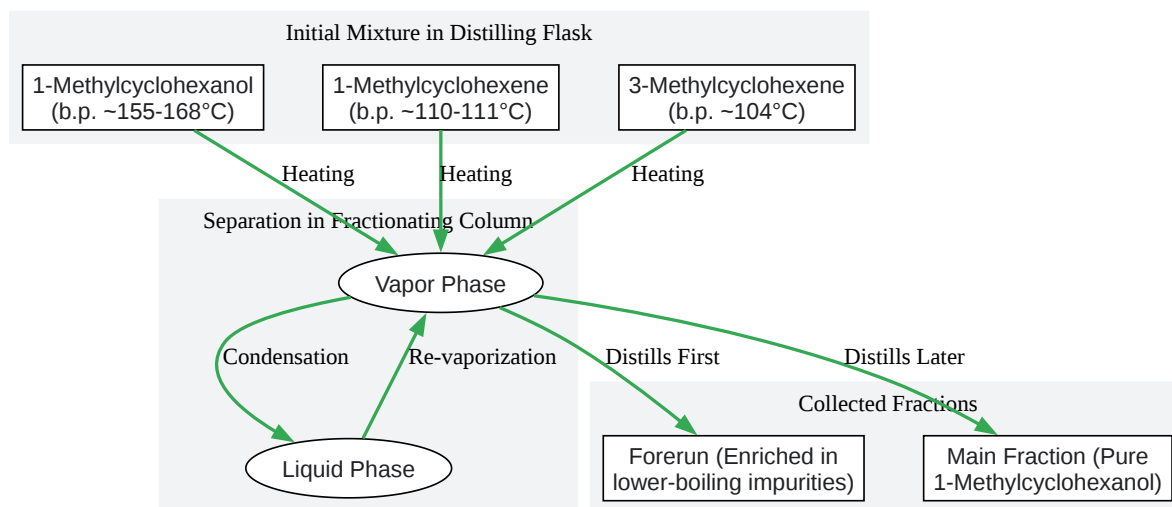 Initial Mixture in Distilling Flask
1-Methylcyclohexanol
(b.p. ~155-168°C)
1-Methylcyclohexene
(b.p. ~110-111°C)
3-Methylcyclohexene
(b.p. ~104°C)
Heating
Heating
Heating
Separation in Fractionating Column
Vapor Phase
Condensation
Re-vaporization
Distills First
Distills Later
Collected Fractions
Liquid Phase
Forerun (Enriched in
lower-boiling impurities)
Main Fraction (Pure
1-Methylcyclohexanol)